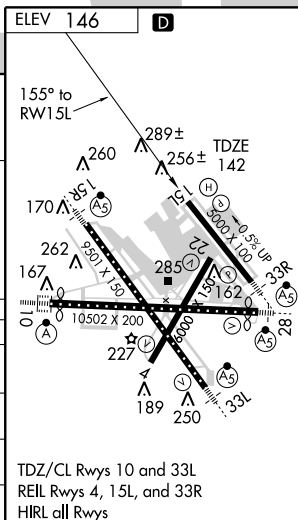 ELEV 146
D
155° to
RW15L
289±
TDZE
142
260
256±
15R
A5
15L
H
P
170
5000 X 100
0.5% UP
9501 X 150
22
V
262
285
P
33R
167
162
A5
6000 X 150
10
10502 X 200
V
28
A
227
V
A5
4
A5
189
V
250
33L
TDZ/CL Rwys 10 and 33L
REIL Rwys 4, 15L, and 33R
HIRL all Rwys